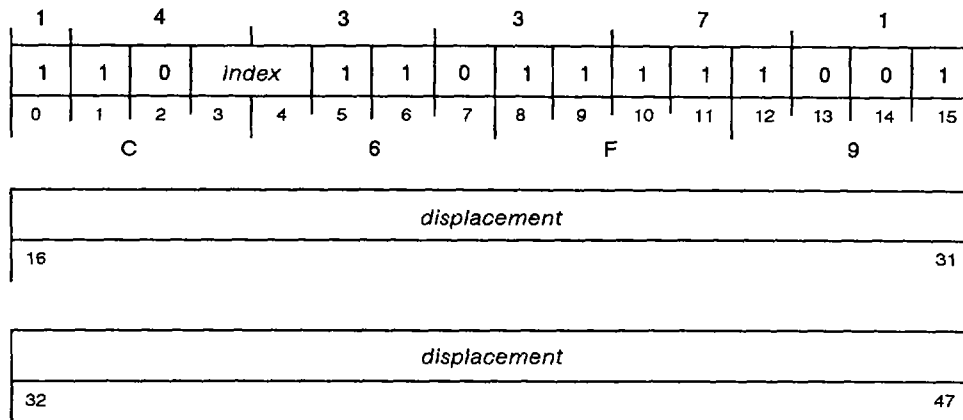 1 4 3 3 7 1
1 1 0 index 1 1 0 1 1 1 1 1 0 0 1
0 1 2 3 4 5 6 7 8 9 10 11 12 13 14 15
C 6 F 9
displacement
16 31
displacement
32 47